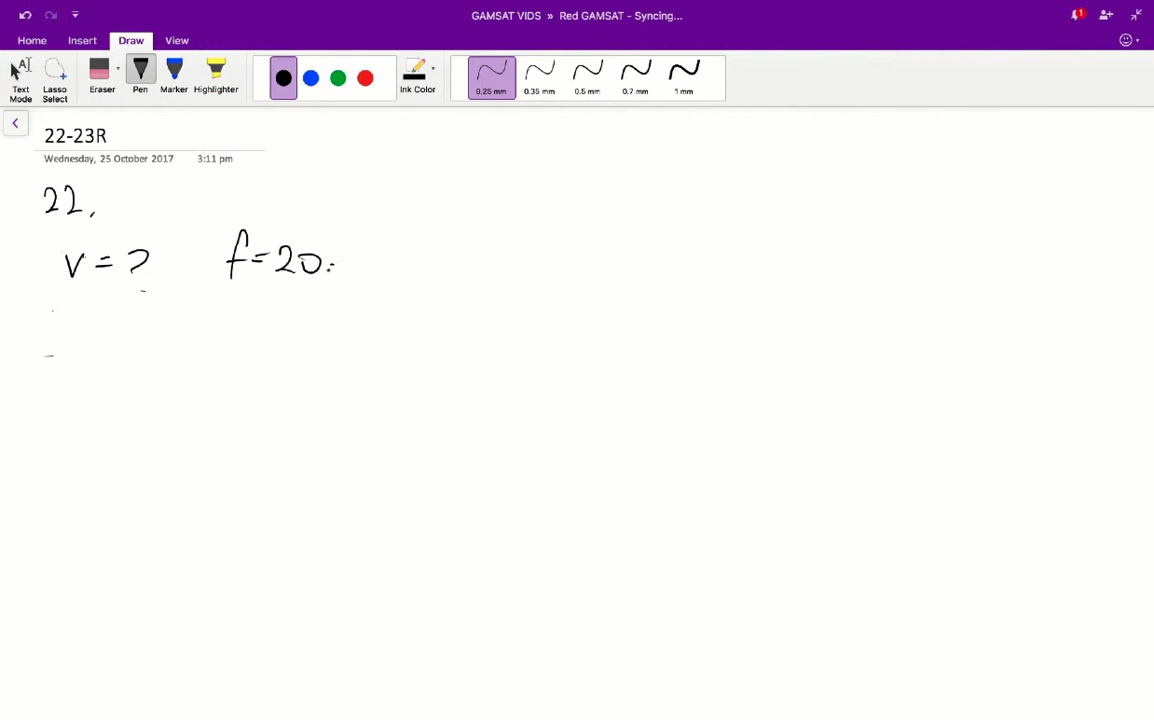 GAMSAT VIDS » Red GAMSAT - Syncing...
1
Home Insert Draw View
Text Mode
Lasso Select
Eraser
Pen
Marker
Highlighter
Ink Color
0.25 mm
0.35 mm
0.5 mm
0.7 mm
1 mm
22-23R
Wednesday, 25 October 2017 3:11 pm
22.
v = ? f = 20